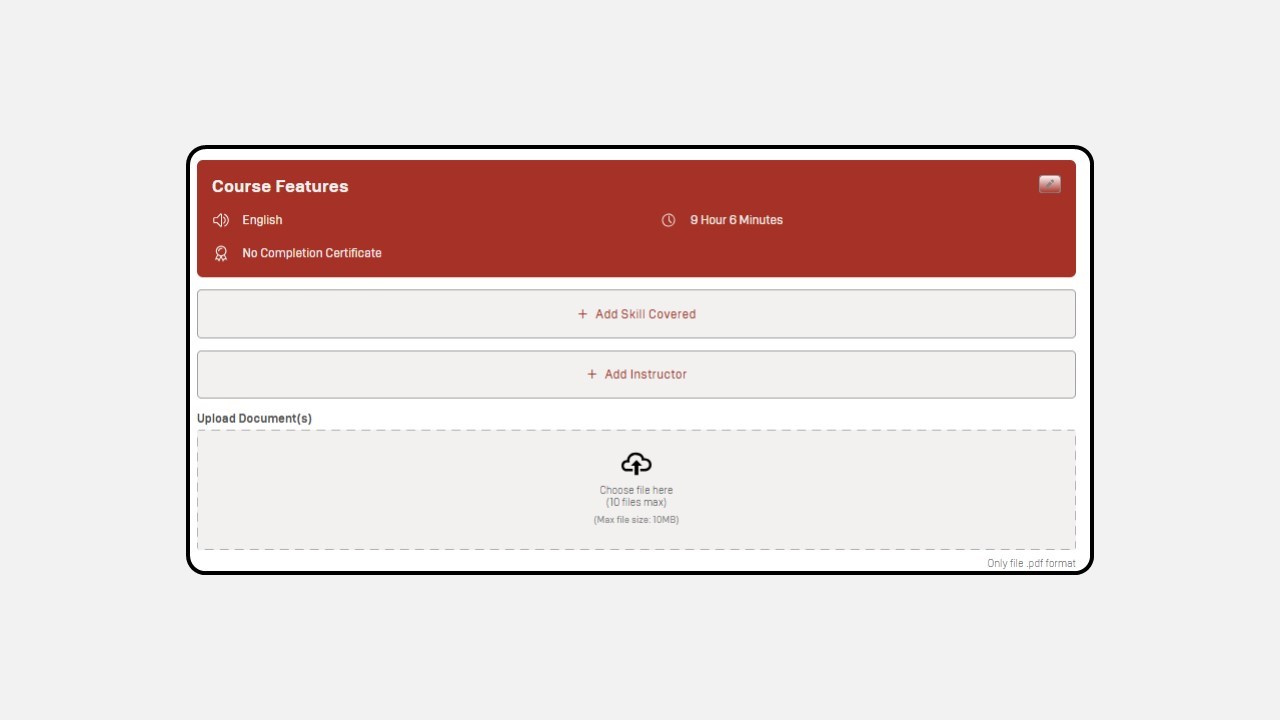 Course Features
English
9 Hour 6 Minutes
No Completion Certificate
+ Add Skill Covered
+ Add Instructor
Upload Document(s)
Choose file here
(10 files max)
(Max file size: 10MB)
Only file .pdf format